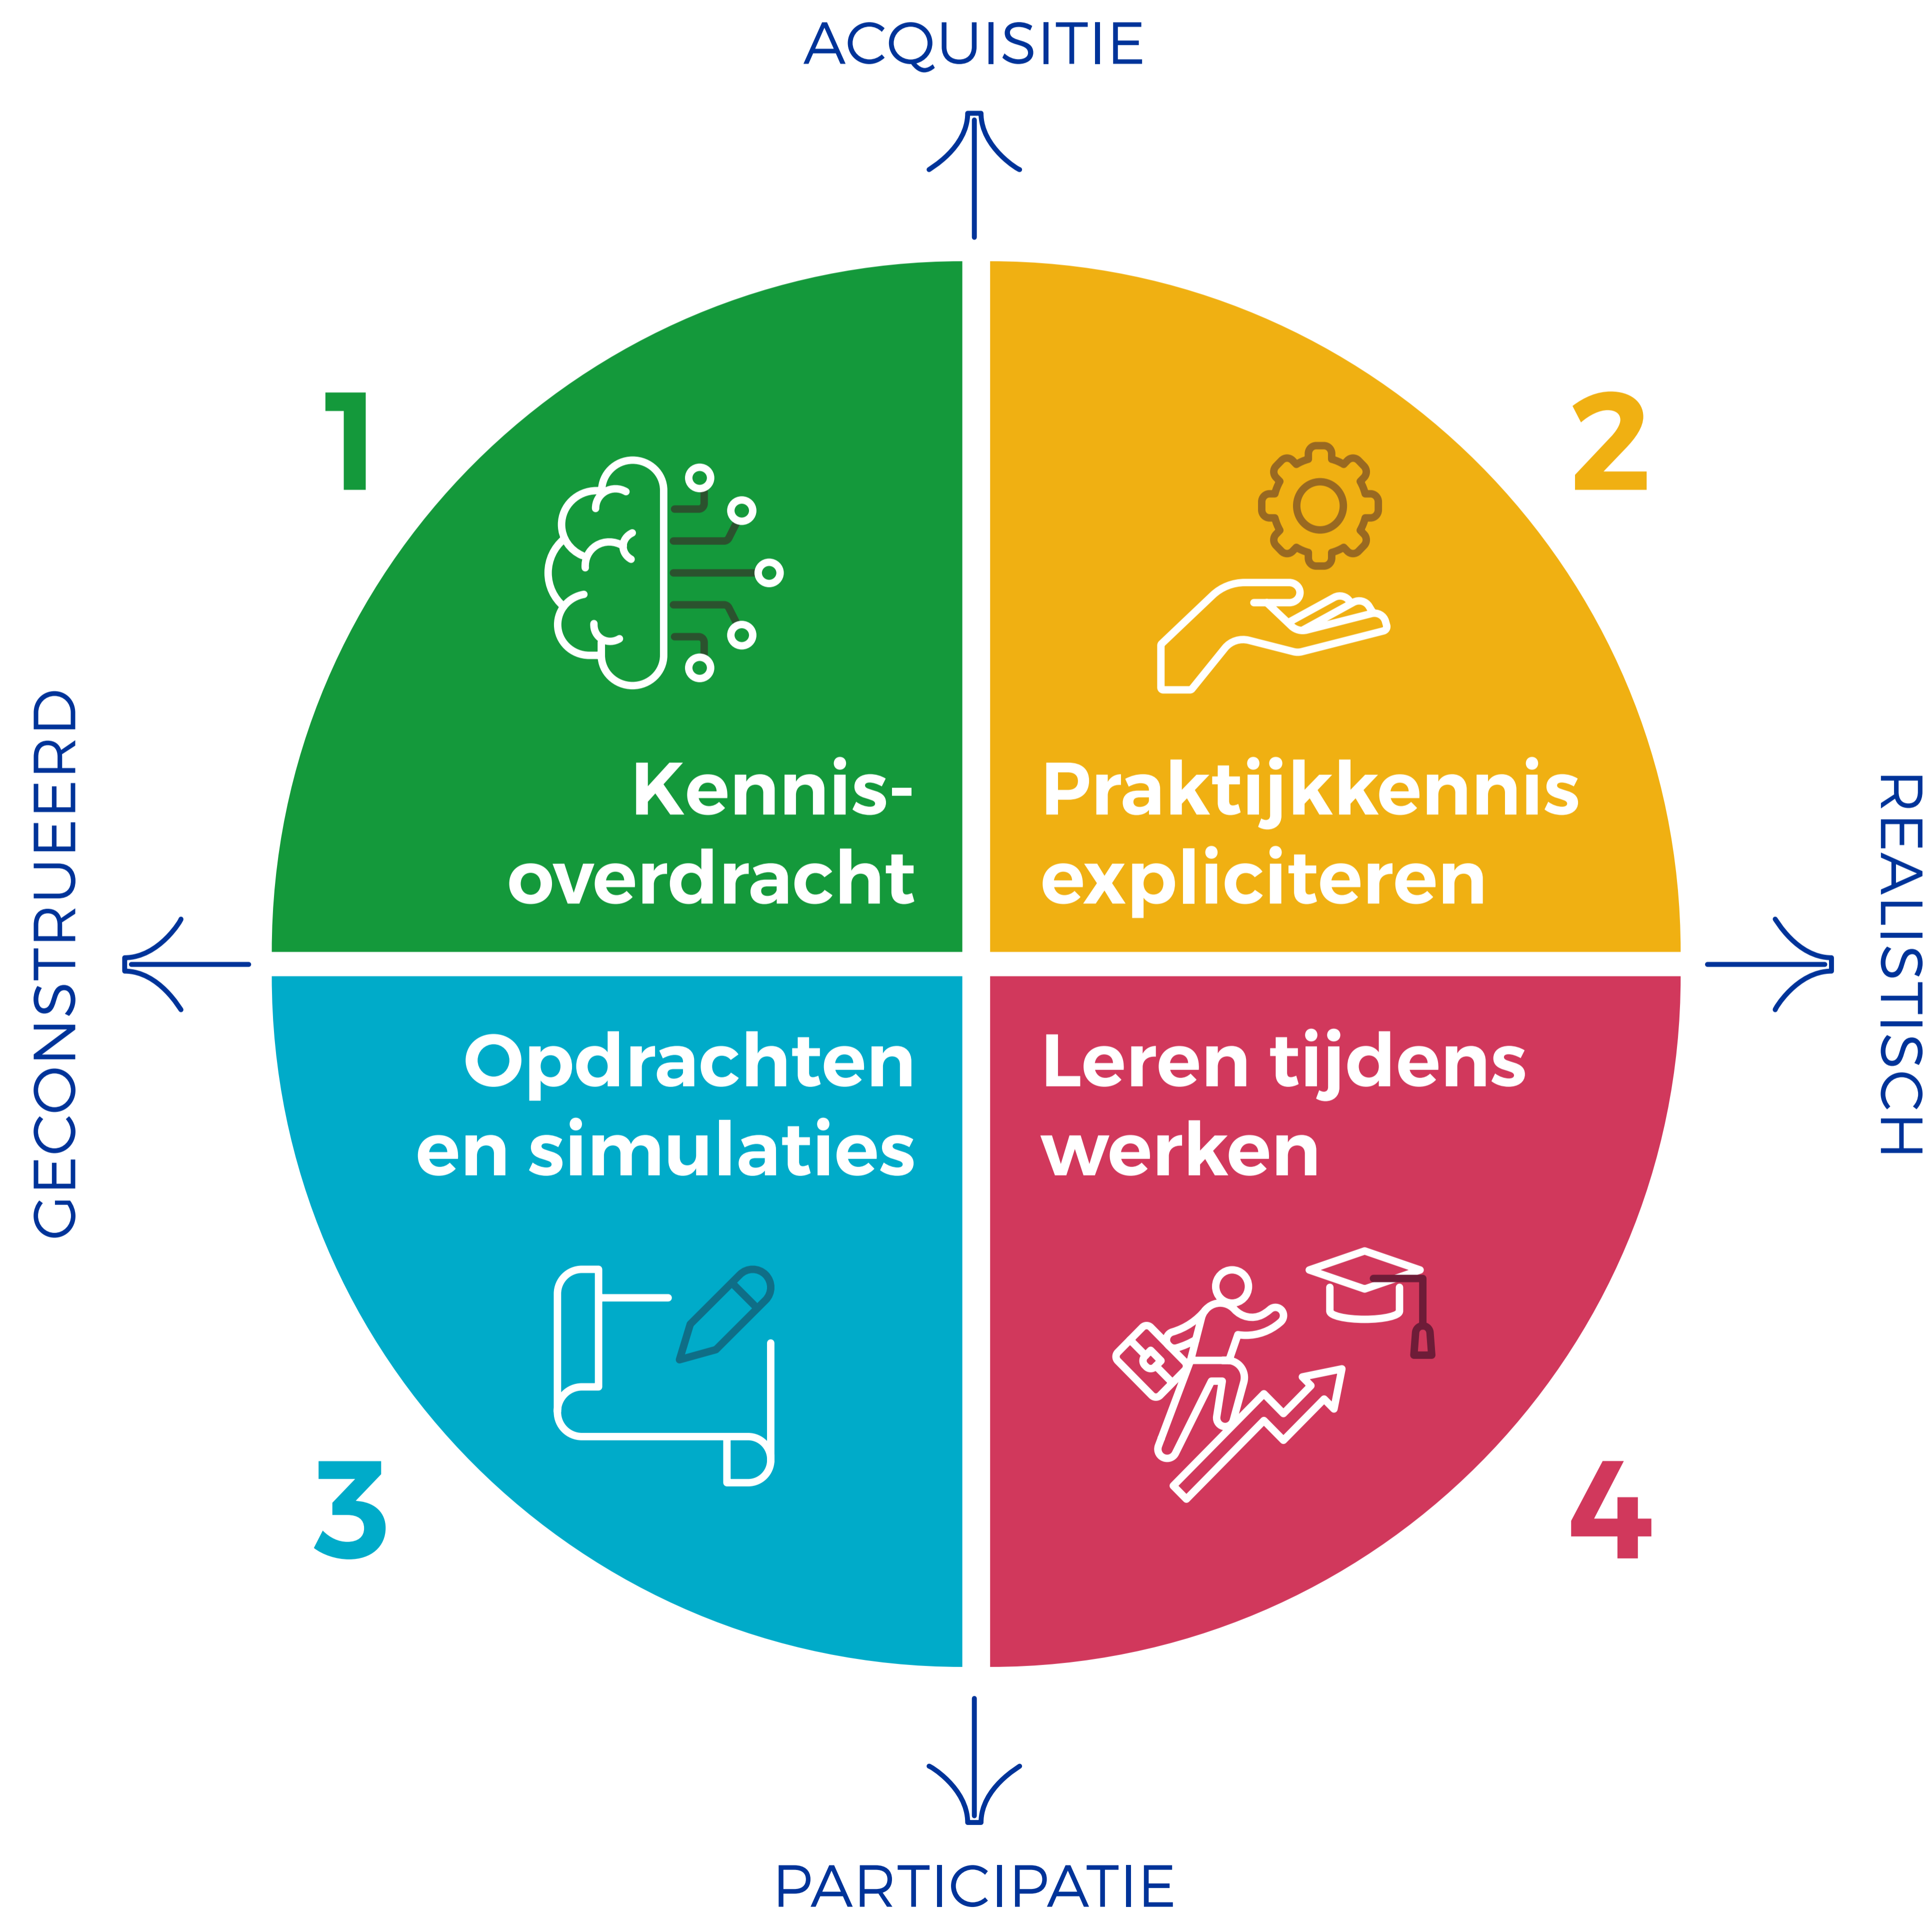 ACQUISITIE
1
2
Kennis-
overdracht
Praktijkkennis
expliciteren
GECONSTRUEERD
REALISTISCH
Opdrachten
en simulaties
Leren tijdens
werken
3
4
PARTICIPATIE